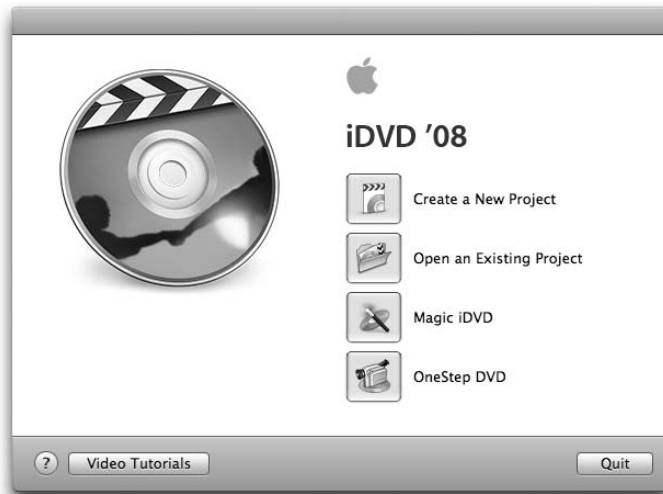 iDVD ’08
Create a New Project
Open an Existing Project
Magic iDVD
OneStep DVD
? Video Tutorials Quit